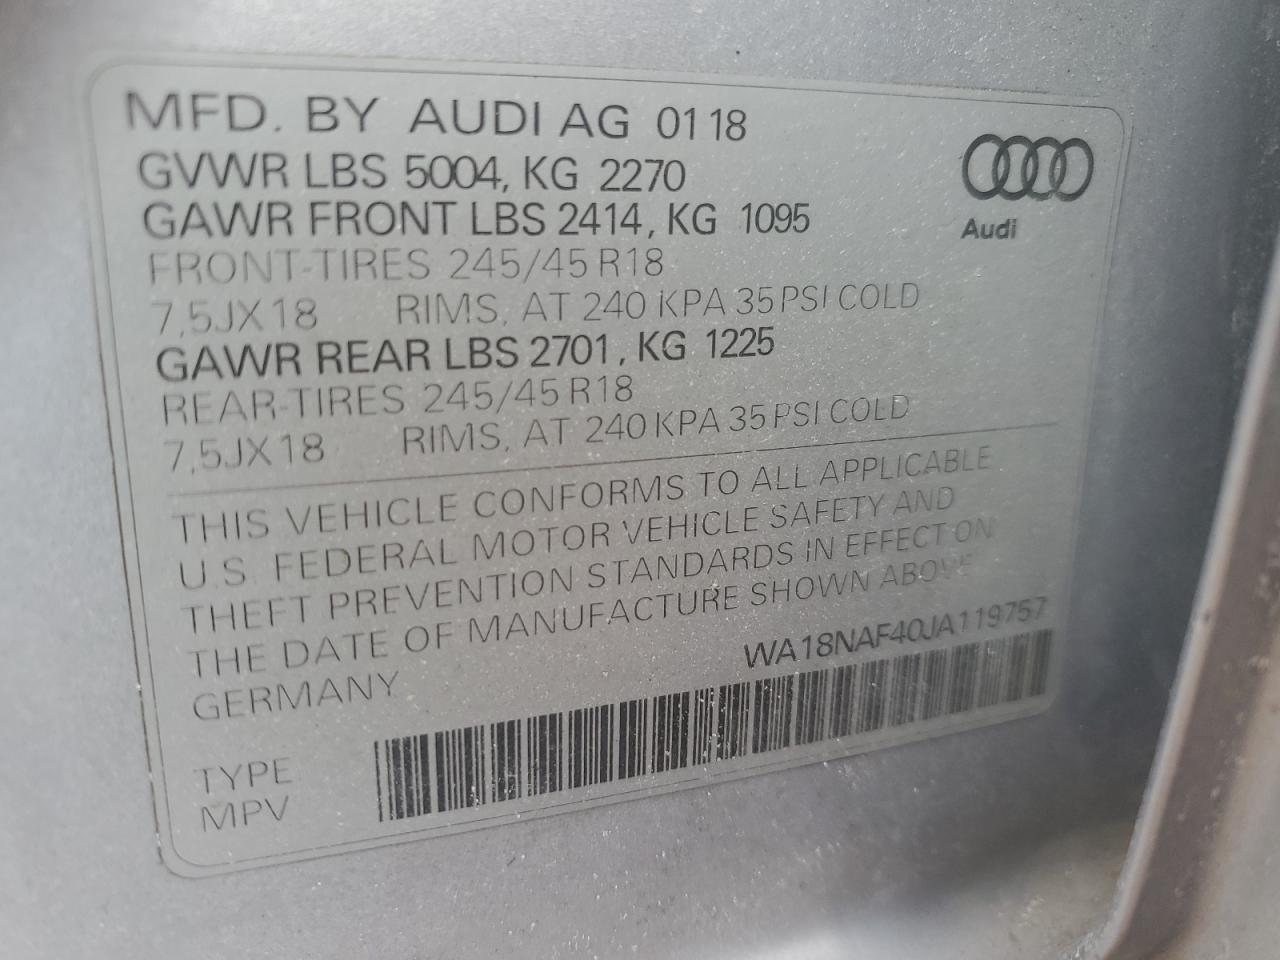 MFD. BY AUDI AG 01 18
GVWR LBS 5004, KG 2270
GAWR FRONT LBS 2414, KG 1095
FRONT-TIRES 245/45 R18
7,5JX18 RIMS, AT 240 KPA 35 PSI COLD
GAWR REAR LBS 2701, KG 1225
REAR-TIRES 245/45 R18
7,5JX18 RIMS, AT 240 KPA 35 PSI COLD
Audi
THIS VEHICLE CONFORMS TO ALL APPLICABLE
U.S. FEDERAL MOTOR VEHICLE SAFETY AND
THEFT PREVENTION STANDARDS IN EFFECT ON
THE DATE OF MANUFACTURE SHOWN ABOVE
GERMANY
WA18NAF40JA119757
TYPE
MPV